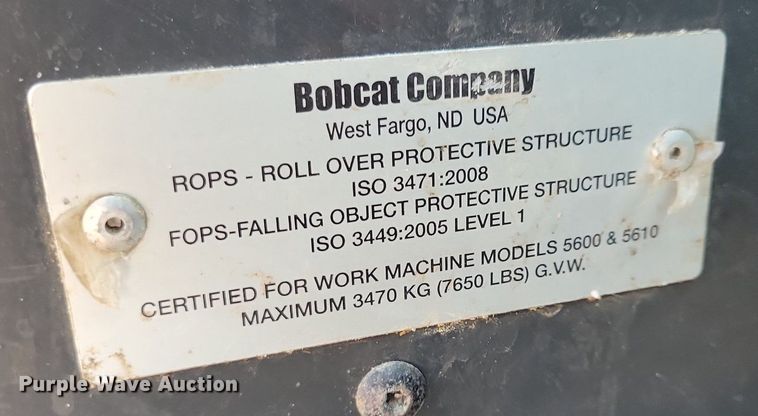 Bobcat Company
West Fargo, ND USA
ROPS - ROLL OVER PROTECTIVE STRUCTURE
ISO 3471:2008
FOPS-FALLING OBJECT PROTECTIVE STRUCTURE
ISO 3449:2005 LEVEL 1
CERTIFIED FOR WORK MACHINE MODELS 5600 & 5610
MAXIMUM 3470 KG (7650 LBS) G.V.W.
Purple Wave Auction